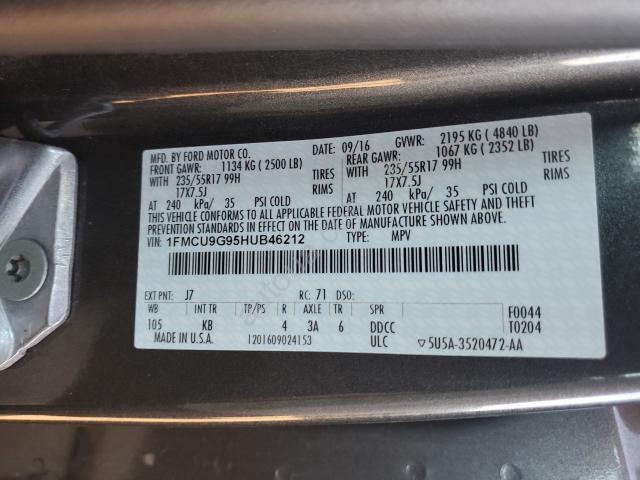 MFD. BY FORD MOTOR CO. DATE: 09/16 GVWR: 2195 KG ( 4840 LB)
FRONT GAWR: 1134 KG ( 2500 LB) REAR GAWR: 1067 KG ( 2352 LB)
WITH 235/55R17 99H TIRES WITH 235/55R17 99H TIRES
17X7.5J RIMS 17X7.5J RIMS
AT 240 kPa/ 35 PSI COLD AT 240 kPa/ 35 PSI COLD
THIS VEHICLE CONFORMS TO ALL APPLICABLE FEDERAL MOTOR VEHICLE SAFETY AND THEFT
PREVENTION STANDARDS IN EFFECT ON THE DATE OF MANUFACTURE SHOWN ABOVE.
VIN: 1FMCU9G95HUB46212 TYPE: MPV
EXT PNT: J7 RC: 71 DSO:
WB INT TR TP/PS R AXLE TR SPR F0044
105 KB 4 3A 6 DDCC T0204
MADE IN U.S.A. 1201609024153 ULC ▽5U5A-3520472-AA